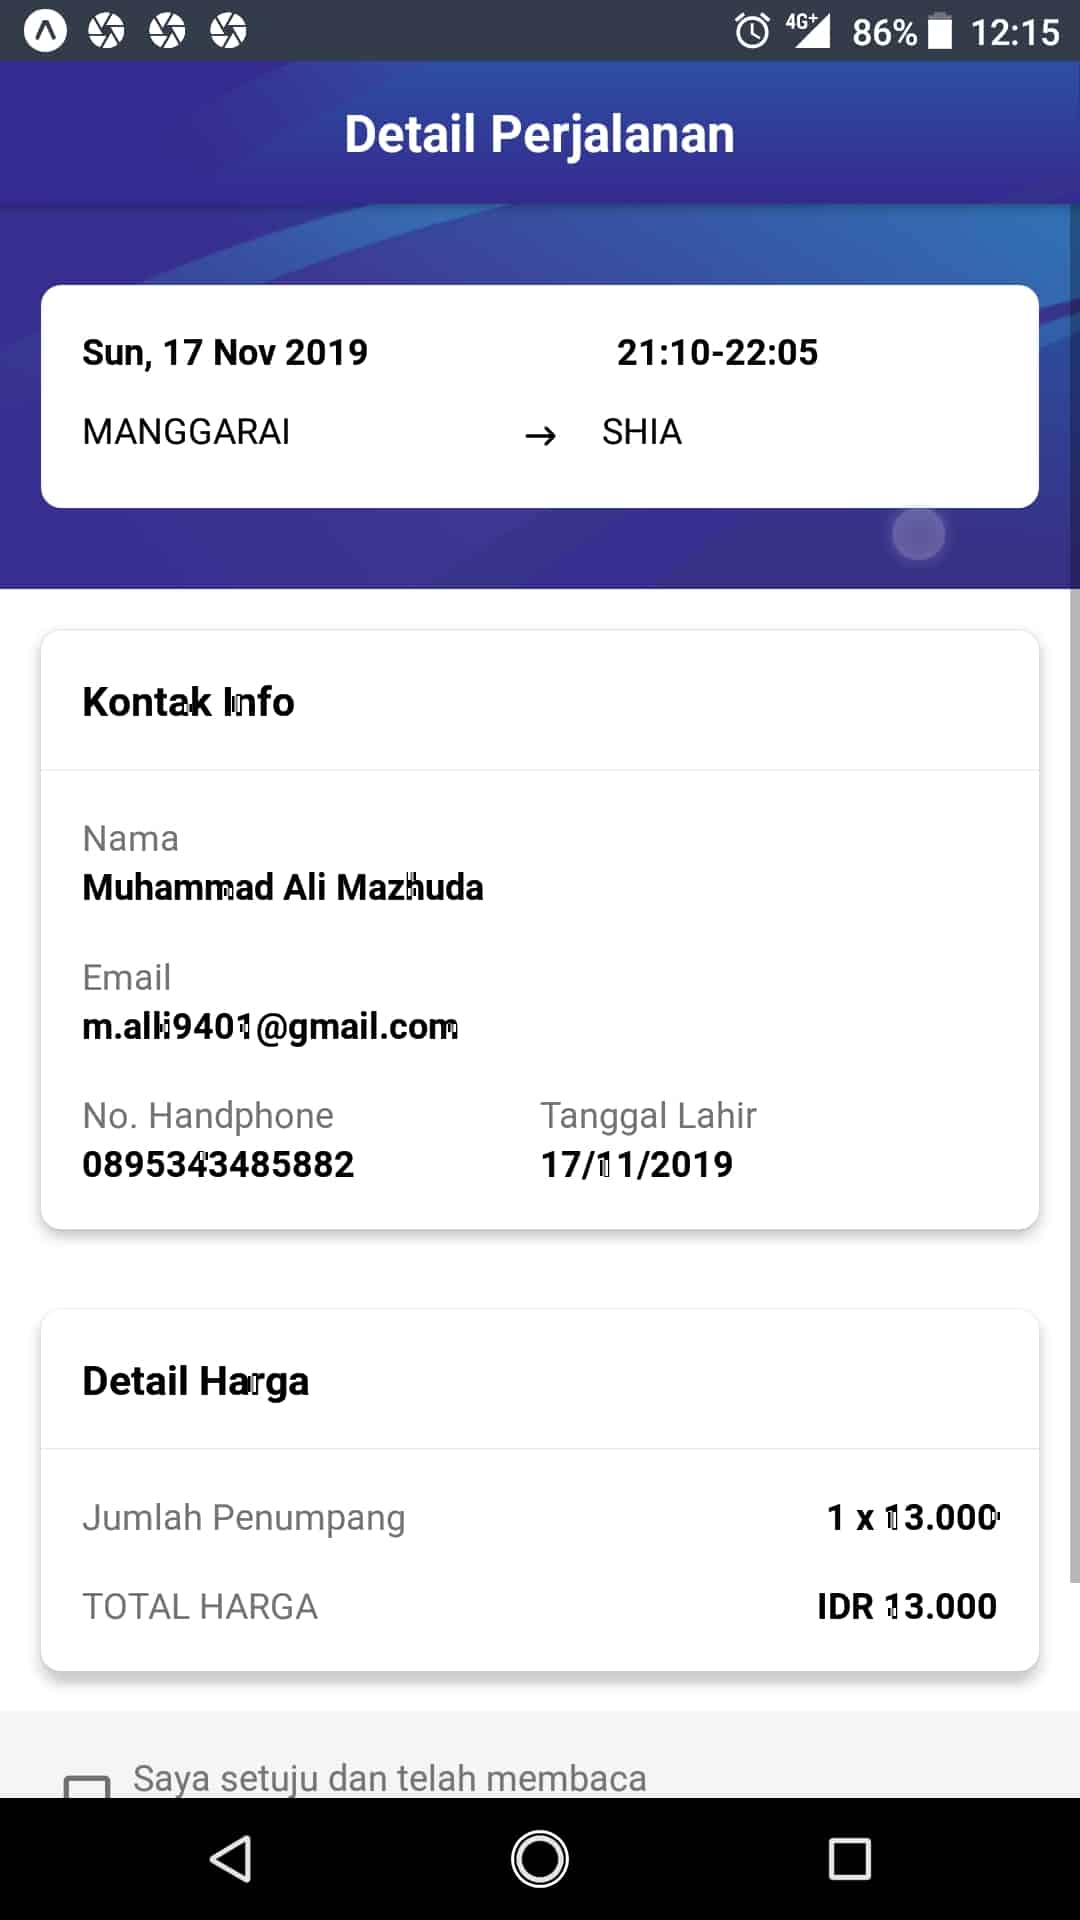 4G+ 86% 12:15
Detail Perjalanan
Sun, 17 Nov 2019 21:10-22:05
MANGGARAI → SHIA
Kontak Info
Nama
Muhammad Ali Mazhuda
Email
m.alli9401@gmail.com
No. Handphone Tanggal Lahir
0895343485882 17/11/2019
Detail Harga
Jumlah Penumpang 1 x 13.000
TOTAL HARGA IDR 13.000
Saya setuju dan telah membaca